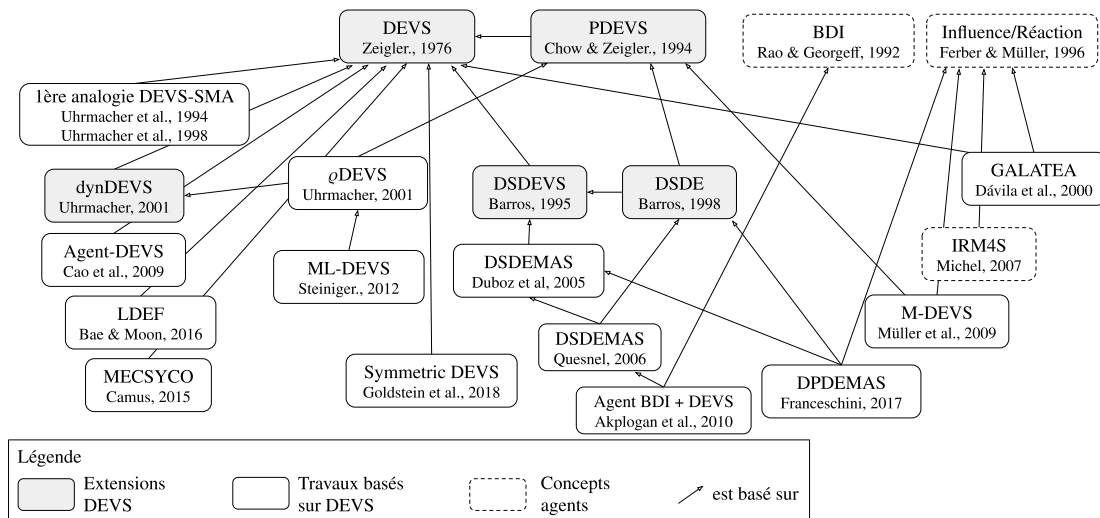 DEVS
Zeigler., 1976
PDEVS
Chow & Zeigler., 1994
BDI
Rao & Georgeff, 1992
Influence/Réaction
Ferber & Müller, 1996
1ère analogie DEVS-SMA
Uhrmacher et al., 1994
Uhrmacher et al., 1998
dynDEVS
Uhrmacher, 2001
ϱDEVS
Uhrmacher, 2001
DSDEVS
Barros, 1995
DSDE
Barros, 1998
GALATEA
Dávila et al., 2000
Agent-DEVS
Cao et al., 2009
ML-DEVS
Steiniger., 2012
DSDEMAS
Duboz et al, 2005
IRM4S
Michel, 2007
LDEF
Bae & Moon, 2016
DSDEMAS
Quesnel, 2006
M-DEVS
Müller et al., 2009
MECSYCO
Camus, 2015
Symmetric DEVS
Goldstein et al., 2018
Agent BDI + DEVS
Akplogan et al., 2010
DPDEMAS
Franceschini, 2017
Légende
Extensions
DEVS
Travaux basés
sur DEVS
Concepts
agents
est basé sur